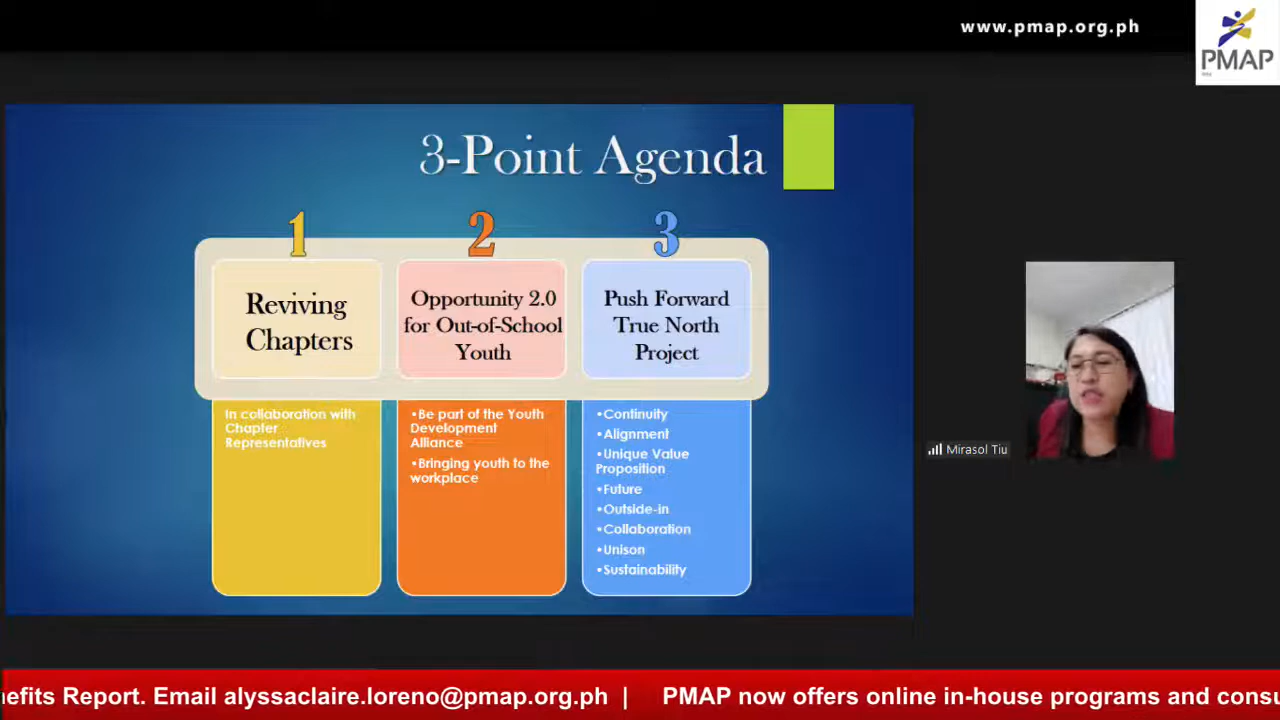 www.pmap.org.ph
PMAP
3-Point Agenda
1
Reviving
Chapters
In collaboration with
Chapter
Representatives
2
Opportunity 2.0
for Out-of-School
Youth
•Be part of the Youth
Development
Alliance
•Bringing youth to the
workplace
3
Push Forward
True North
Project
•Continuity
•Alignment
•Unique Value
Proposition
•Future
•Outside-in
•Collaboration
•Unison
•Sustainability
Mirasol Tiu
nefits Report. Email alyssaclaire.loreno@pmap.org.ph | PMAP now offers online in-house programs and consu